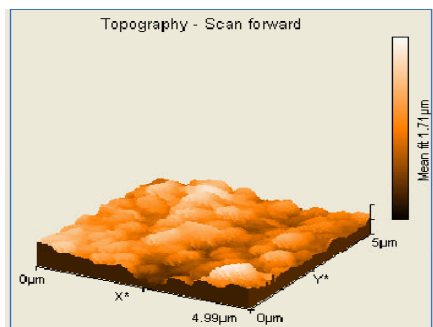 Topography - Scan forward
Mean fit 1.71µm
5µm
0µm
X*
Y*
4.99µm
0µm